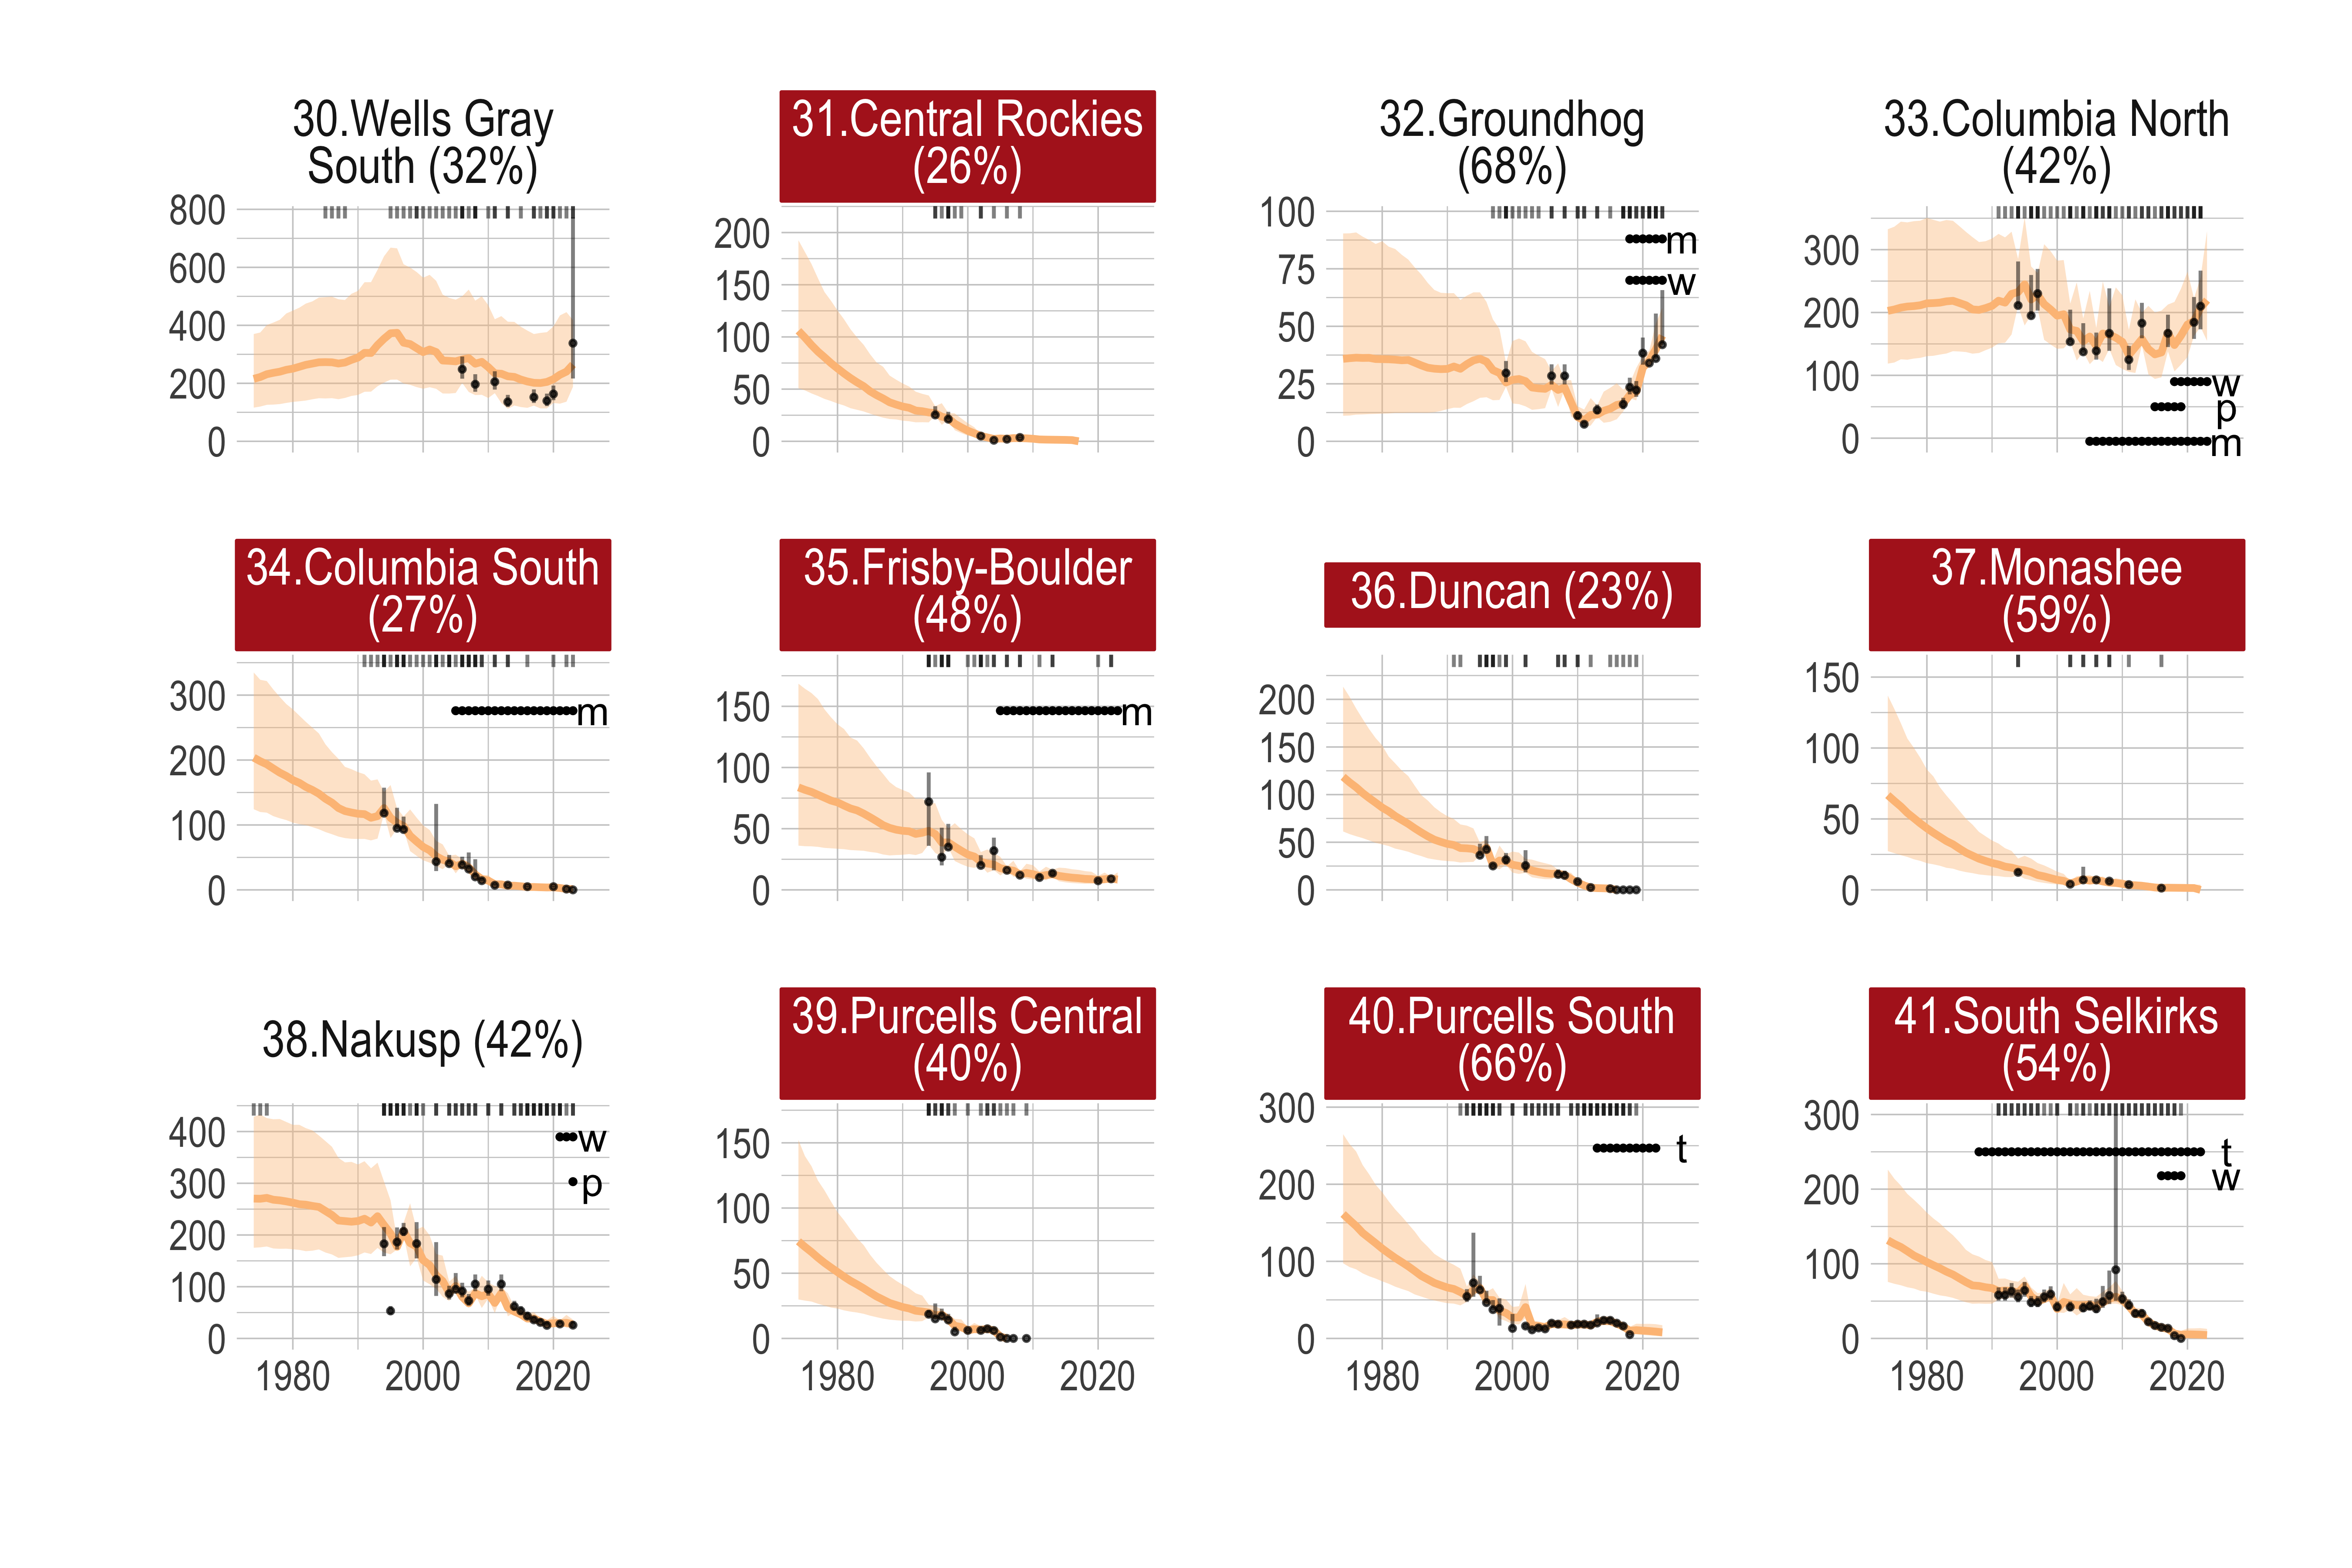 30.Wells Gray
South (32%)
31.Central Rockies
(26%)
32.Groundhog
(68%)
33.Columbia North
(42%)
800
600
400
200
0
200
150
100
50
0
100
75
50
25
0
m
w
300
200
100
0
w
p
m
34.Columbia South
(27%)
35.Frisby-Boulder
(48%)
36.Duncan (23%)
37.Monashee
(59%)
300
200
100
0
m
150
100
50
0
m
200
150
100
50
0
150
100
50
0
38.Nakusp (42%)
39.Purcells Central
(40%)
40.Purcells South
(66%)
41.South Selkirks
(54%)
400
300
200
100
0
w
p
150
100
50
0
300
200
100
0
t
300
200
100
0
t
w
1980 2000 2020
1980 2000 2020
1980 2000 2020
1980 2000 2020